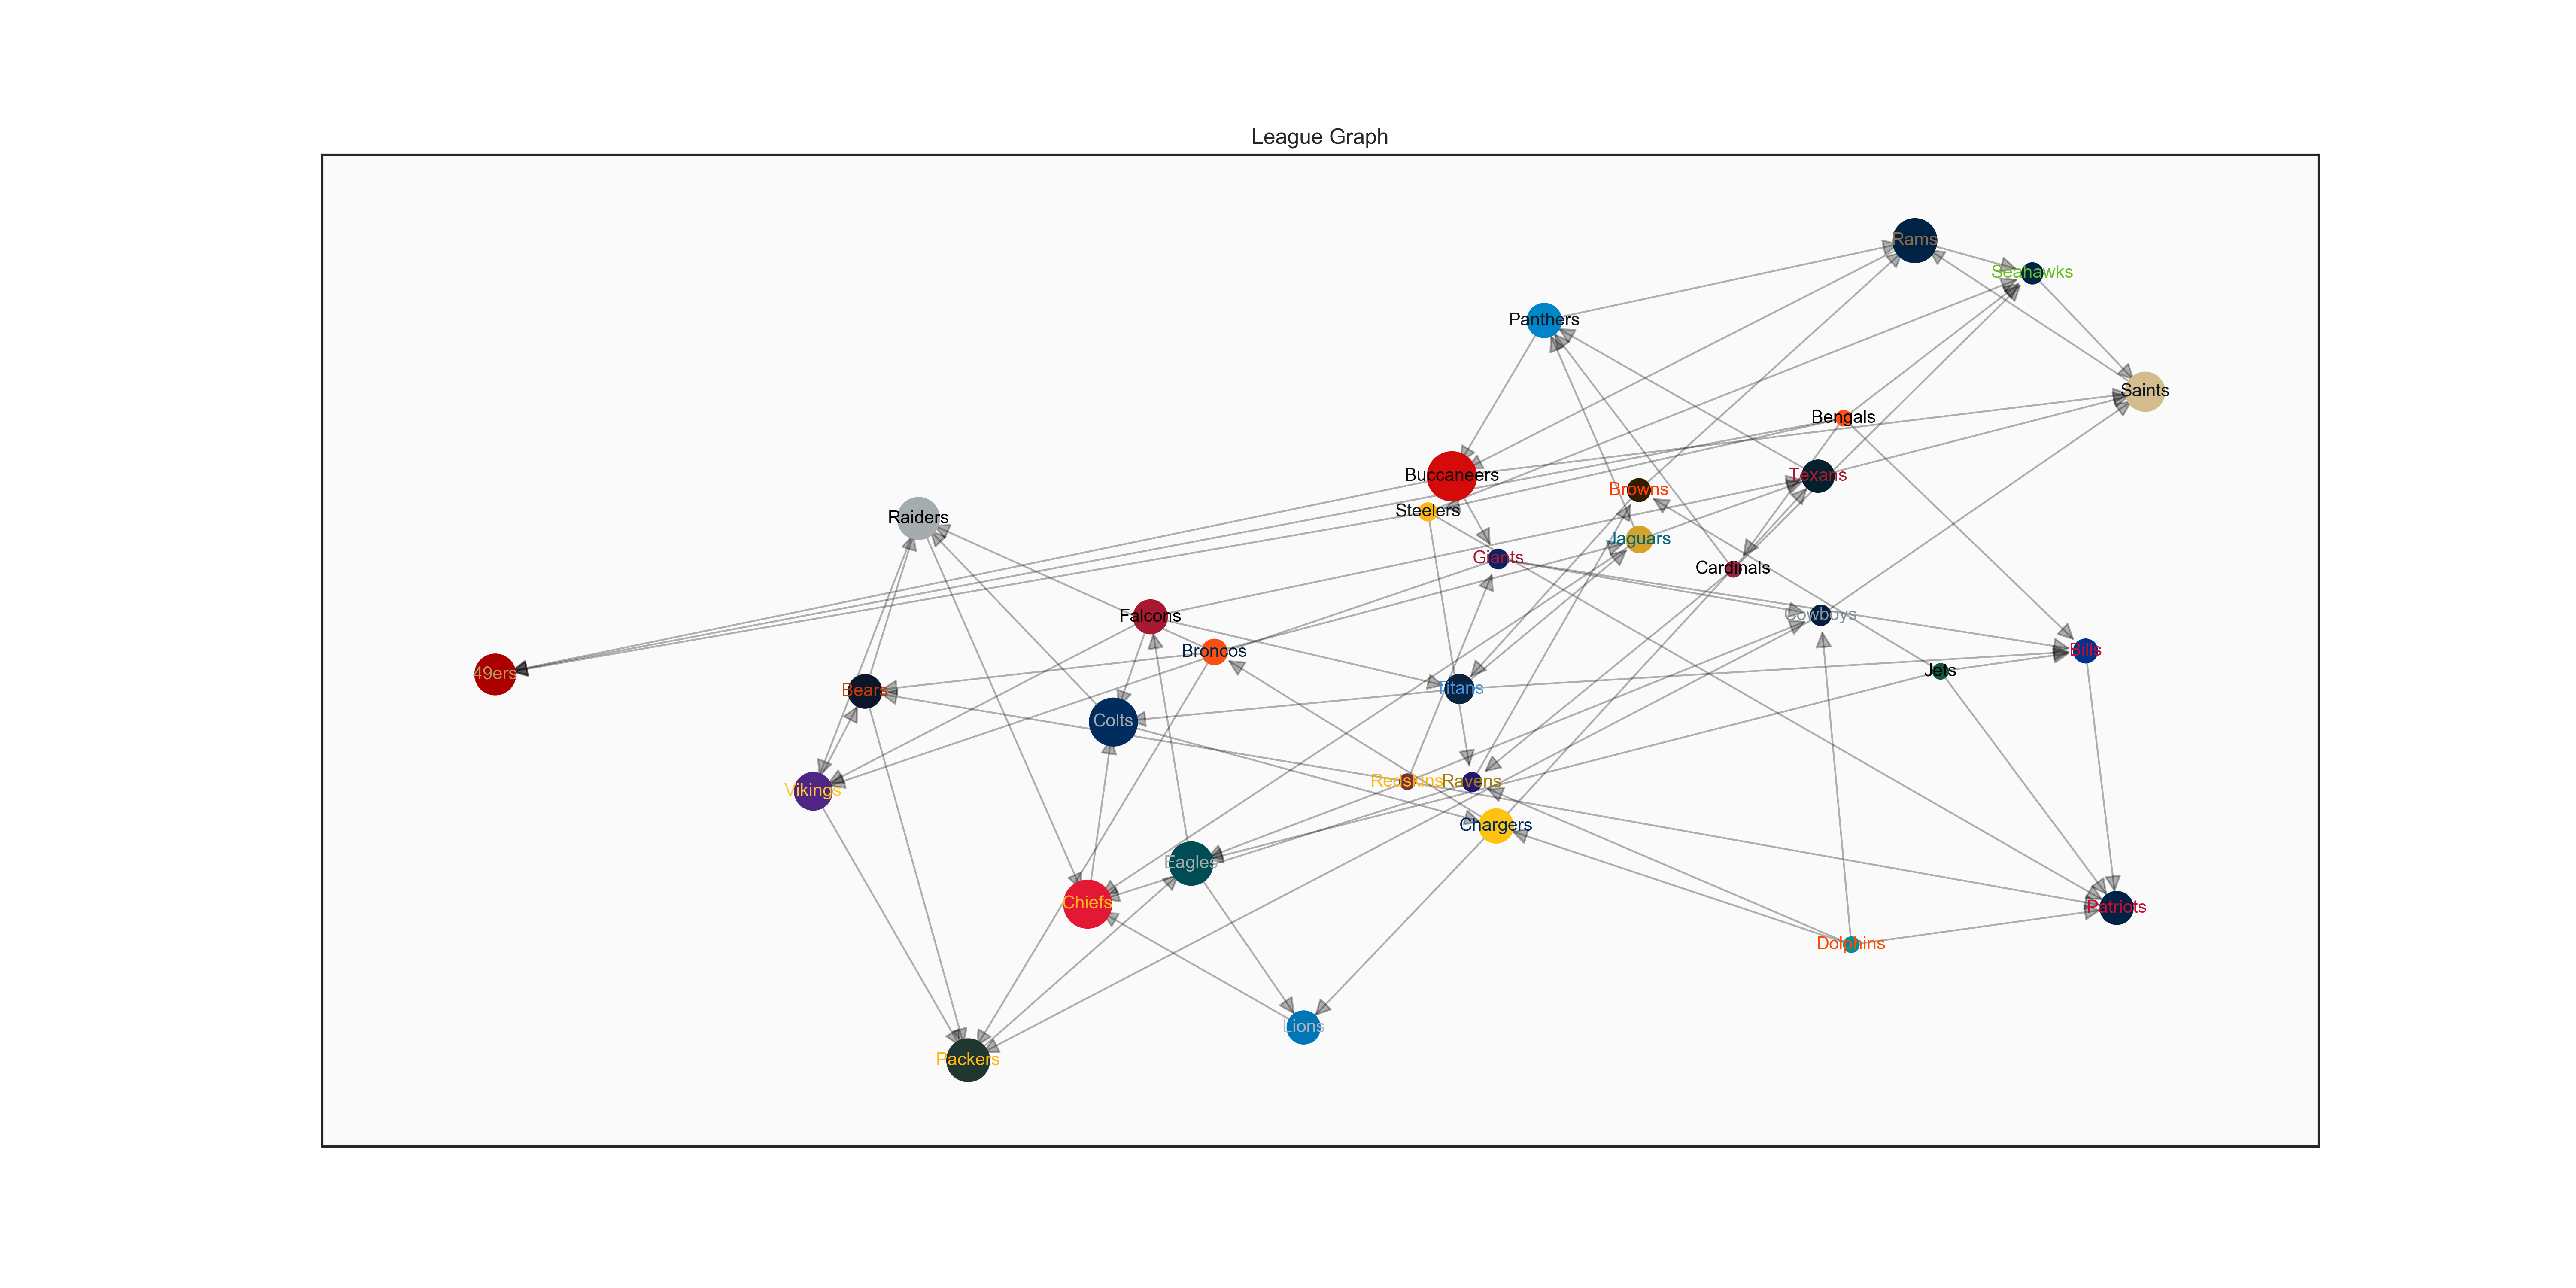 League Graph
Rams
Seahawks
Panthers
Saints
Bengals
Buccaneers
Texans
Browns
Steelers
Raiders
Jaguars
Giants
Cardinals
Falcons
Cowboys
Broncos
Bills
Jets
49ers
Bears
Titans
Colts
Redskins
Ravens
Vikings
Chargers
Eagles
Chiefs
Patriots
Dolphins
Lions
Packers